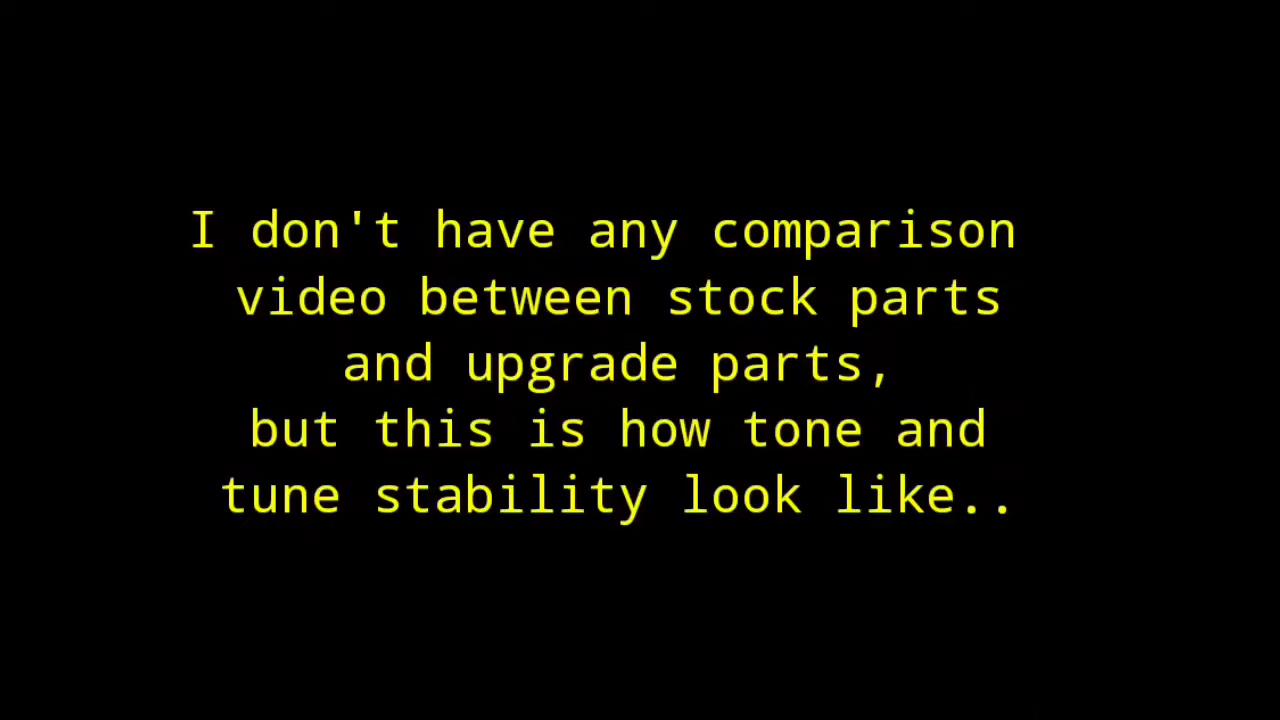 I don't have any comparison
video between stock parts
and upgrade parts,
but this is how tone and
tune stability look like..